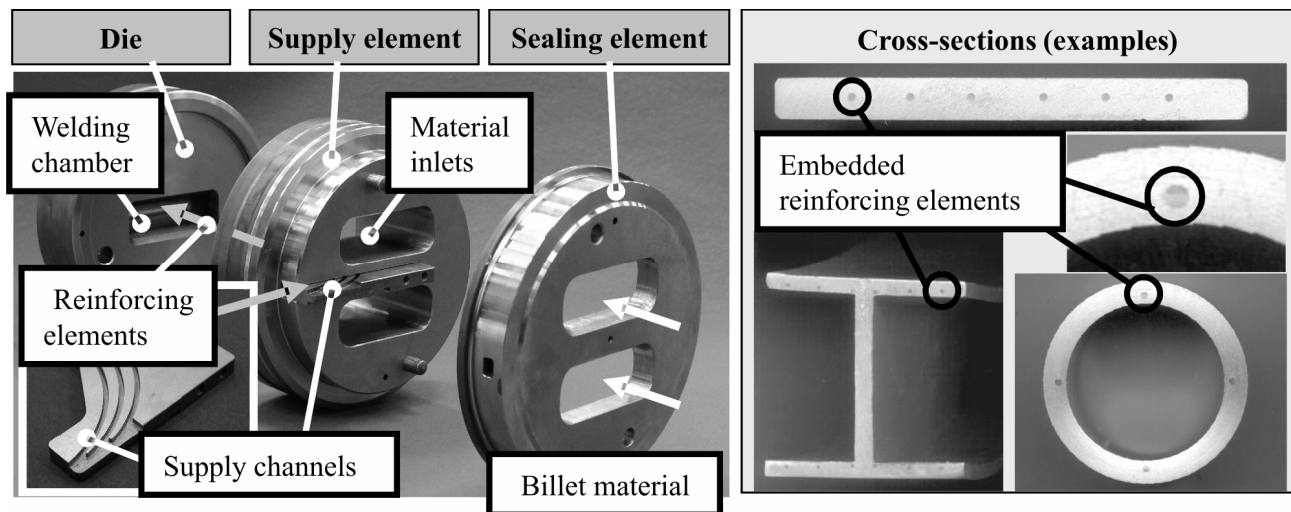 Die
Supply element
Sealing element
Welding
chamber
Material
inlets
Reinforcing
elements
Supply channels
Billet material
Cross-sections (examples)
Embedded
reinforcing elements